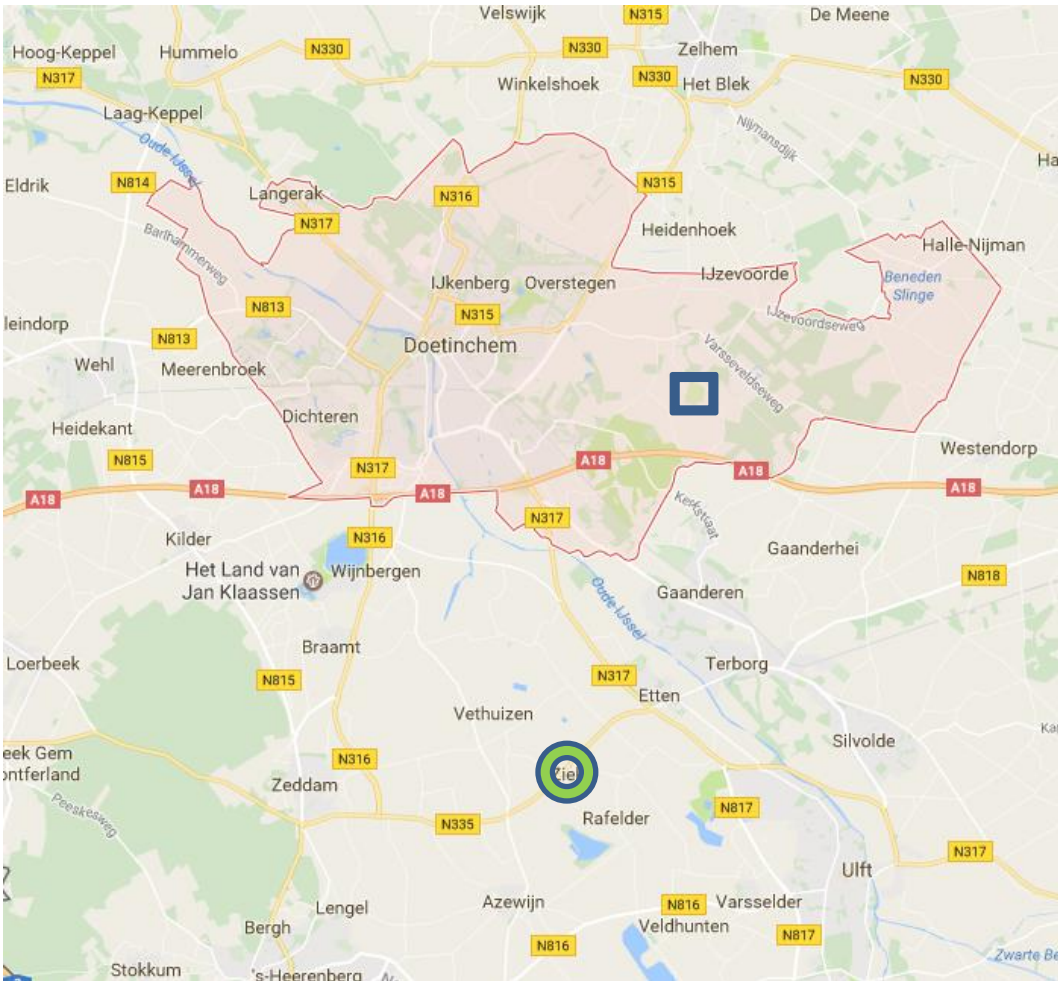 Velswijk
N315
De Meene
Hoog-Keppel
Hummelo
N330
N330
Zelhem
N317
Winkelshoek
N330
Het Blek
N330
Laag-Keppel
Nijmansdijk
Oude IJssel
Ha
Eldrik
N814
Langerak
N316
N315
N317
Heidenhoek
Barlhammerweg
Halle-Nijman
IJkenberg
Overstegen
IJzevoorde
Beneden
Slinge
N813
N315
IJzevoordseweg
leindorp
N813
Doetinchem
Varsseveldseweg
Wehl
Meerenbroek
Dichteren
Heidekant
Westendorp
N815
N317
A18
A18
A18
A18
A18
A18
Kerkstraat
N317
N316
Kilder
Gaanderhei
Het Land van
Jan Klaassen
Wijnbergen
N818
Oude IJssel
Gaanderen
Braamt
Loerbeek
Terborg
N815
N317
Etten
Vethuizen
Kar
Silvolde
eek Gem
ontferland
N316
Zeddam
Peeskesweg
N335
N817
Rafelder
N317
Ulft
Lengel
Azewijn
N816
Varsselder
Bergh
Veldhunten
N817
N816
Zwarte Be
Stokkum
's-Heerenberg